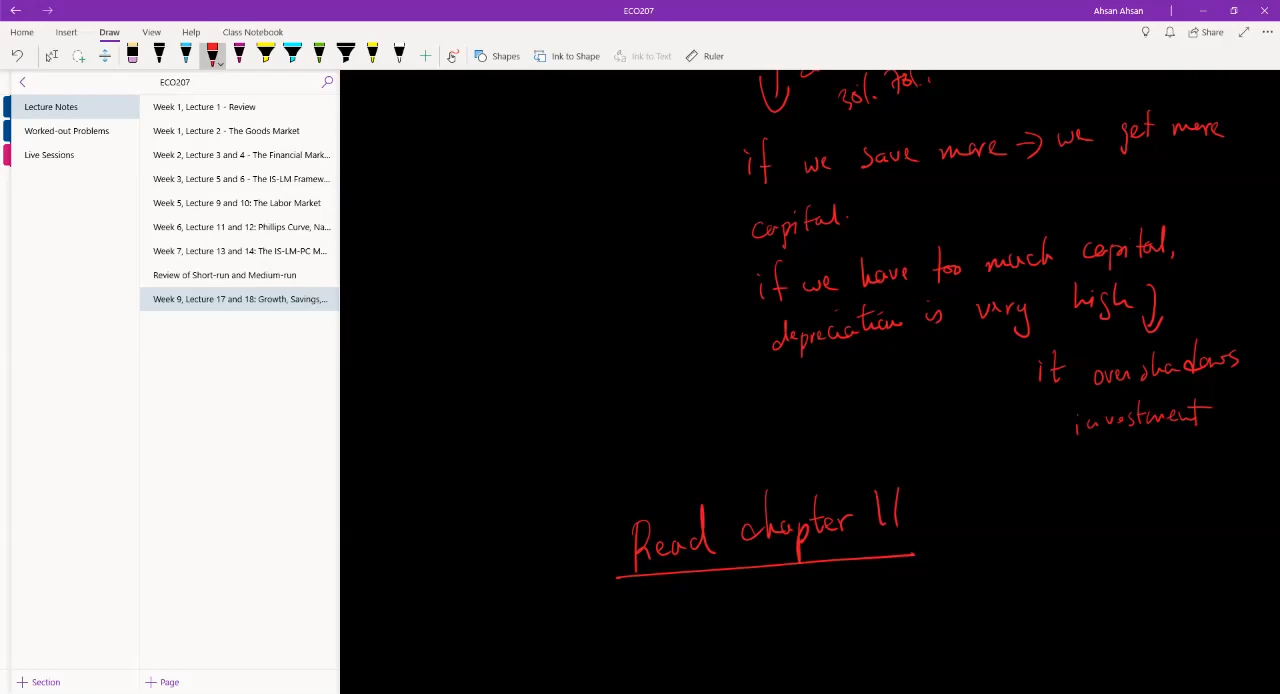 ECO207
Ahsan Ahsan
Home Insert Draw View Help Class Notebook
Share
Shapes Ink to Shape Ink to Text Ruler
ECO207
Lecture Notes
Worked-out Problems
Live Sessions
Week 1, Lecture 1 - Review
Week 1, Lecture 2 - The Goods Market
Week 2, Lecture 3 and 4 - The Financial Mark...
Week 3, Lecture 5 and 6 - The IS-LM Framew...
Week 5, Lecture 9 and 10: The Labor Market
Week 6, Lecture 11 and 12: Phillips Curve, Na...
Week 7, Lecture 13 and 14: The IS-LM-PC M...
Review of Short-run and Medium-run
Week 9, Lecture 17 and 18: Growth, Savings,...
30%. 70%.
if we save more → we get more
capital.
if we have too much capital,
depreciation is very high
it overshadows
investment
Read chapter 11
Section
Page